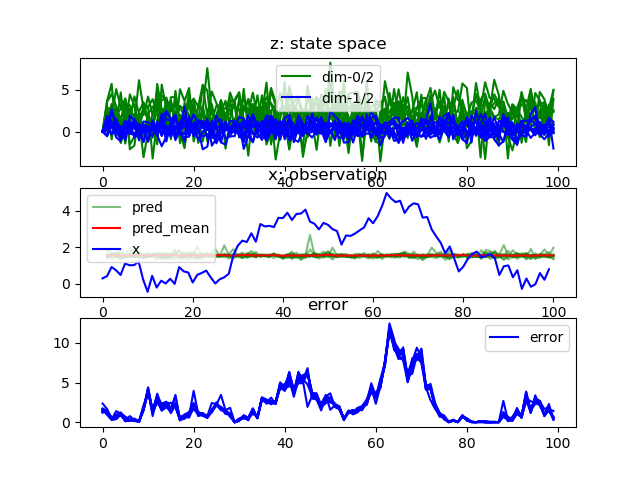 z: state space
dim-0/2
dim-1/2
5
0
0 20 40 60 80 100
x: observation
pred
pred_mean
x
4
2
0
0 20 40 60 80 100
error
error
10
5
0
0 20 40 60 80 100